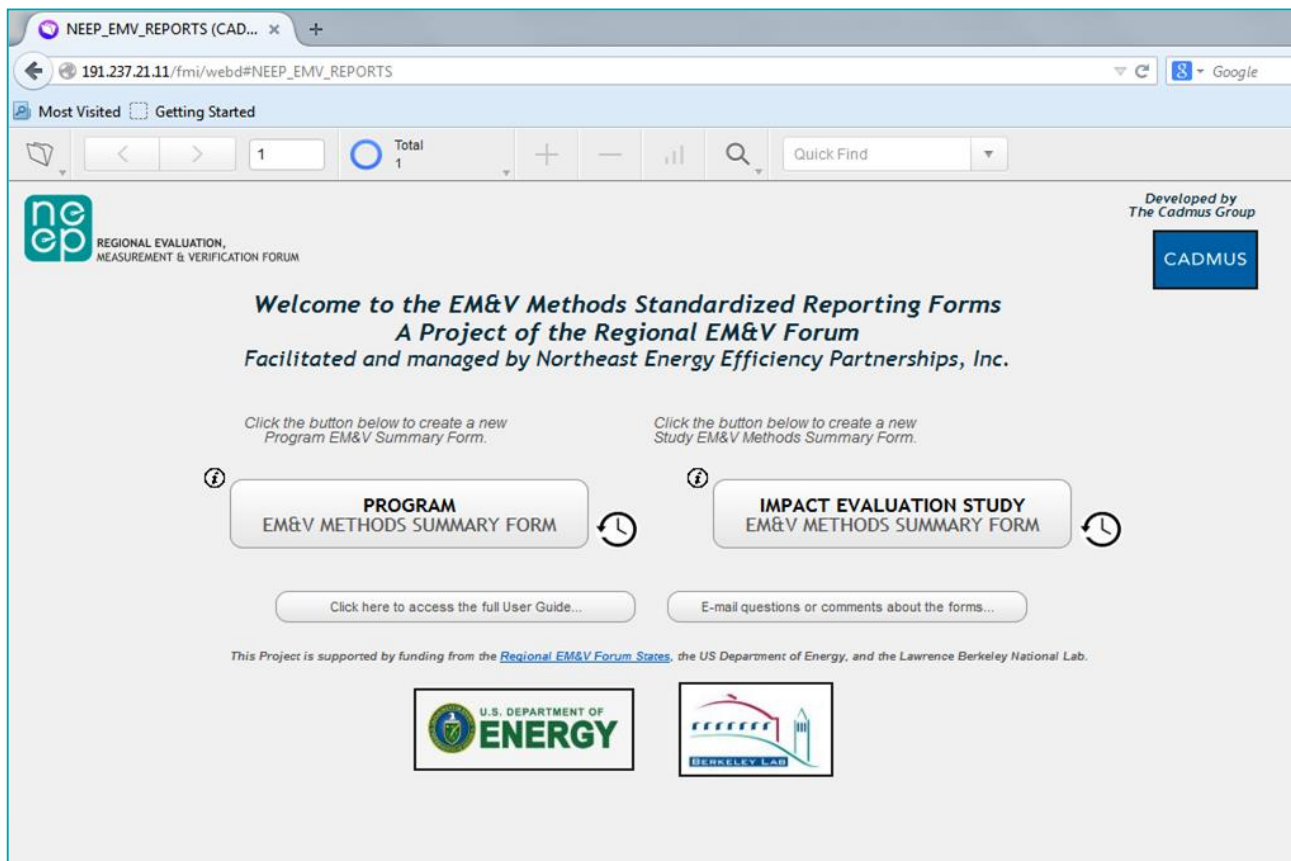 NEEP_EMV_REPORTS (CAD...
191.237.21.11/fmi/webd#NEEP_EMV_REPORTS
Google
Most Visited
Getting Started
1
Total
1
Quick Find
neep
REGIONAL EVALUATION,
MEASUREMENT & VERIFICATION FORUM
Developed by
The Cadmus Group
CADMUS
Welcome to the EM&V Methods Standardized Reporting Forms
A Project of the Regional EM&V Forum
Facilitated and managed by Northeast Energy Efficiency Partnerships, Inc.
Click the button below to create a new
Program EM&V Summary Form.
Click the button below to create a new
Study EM&V Methods Summary Form.
PROGRAM
EM&V METHODS SUMMARY FORM
IMPACT EVALUATION STUDY
EM&V METHODS SUMMARY FORM
Click here to access the full User Guide...
E-mail questions or comments about the forms...
This Project is supported by funding from the Regional EM&V Forum States, the US Department of Energy, and the Lawrence Berkeley National Lab.
U.S. DEPARTMENT OF
ENERGY
BERKELEY LAB